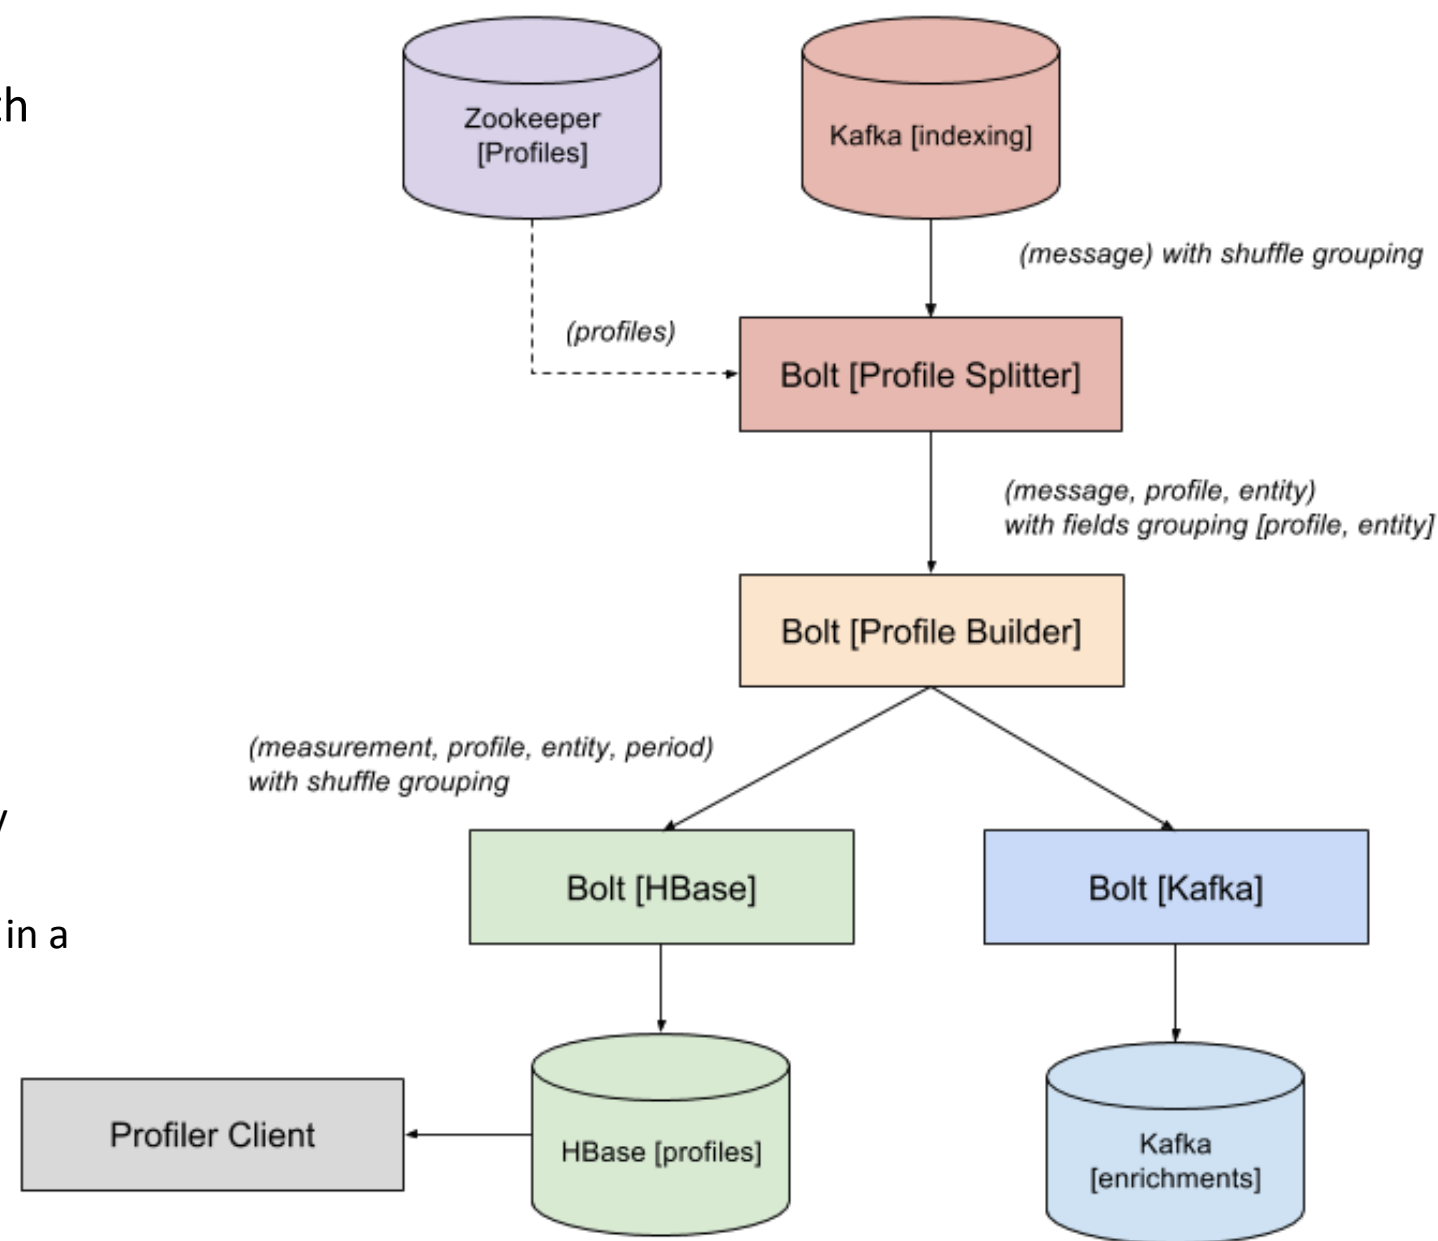 Zookeeper
[Profiles]
Kafka [indexing]
(message) with shuffle grouping
(profiles)
Bolt [Profile Splitter]
(message, profile, entity)
with fields grouping [profile, entity]
Bolt [Profile Builder]
(measurement, profile, entity, period)
with shuffle grouping
Bolt [HBase]
Bolt [Kafka]
in a
Profiler Client
HBase [profiles]
Kafka
[enrichments]